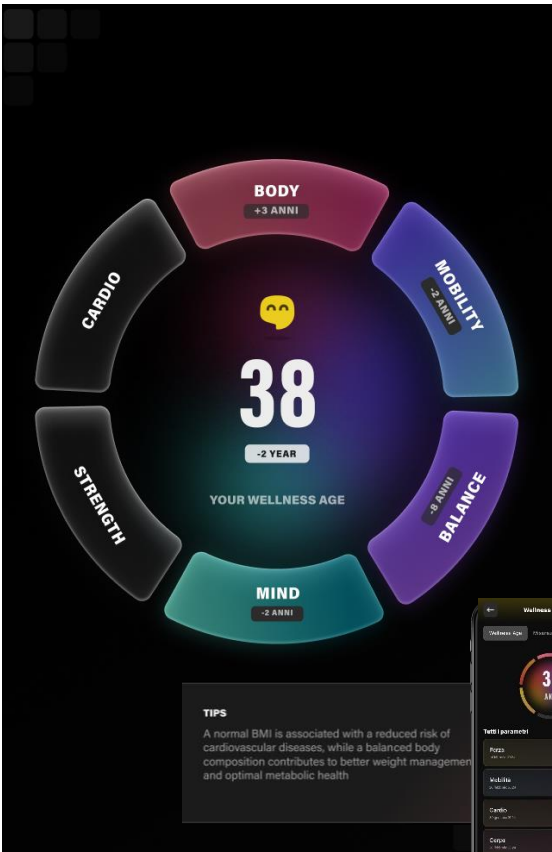 BODY
+3 ANNI
MOBILITY
-2 ANNI
CARDIO
38
-2 YEAR
YOUR WELLNESS AGE
BALANCE
-8 ANNI
STRENGTH
MIND
-2 ANNI
TIPS
A normal BMI is associated with a reduced risk of
cardiovascular diseases, while a balanced body
composition contributes to better weight managemen
and optimal metabolic health
Wellness
Wellness Age
3
Tutti i parametri
Forza
Mobilità
Cardio
Corpo